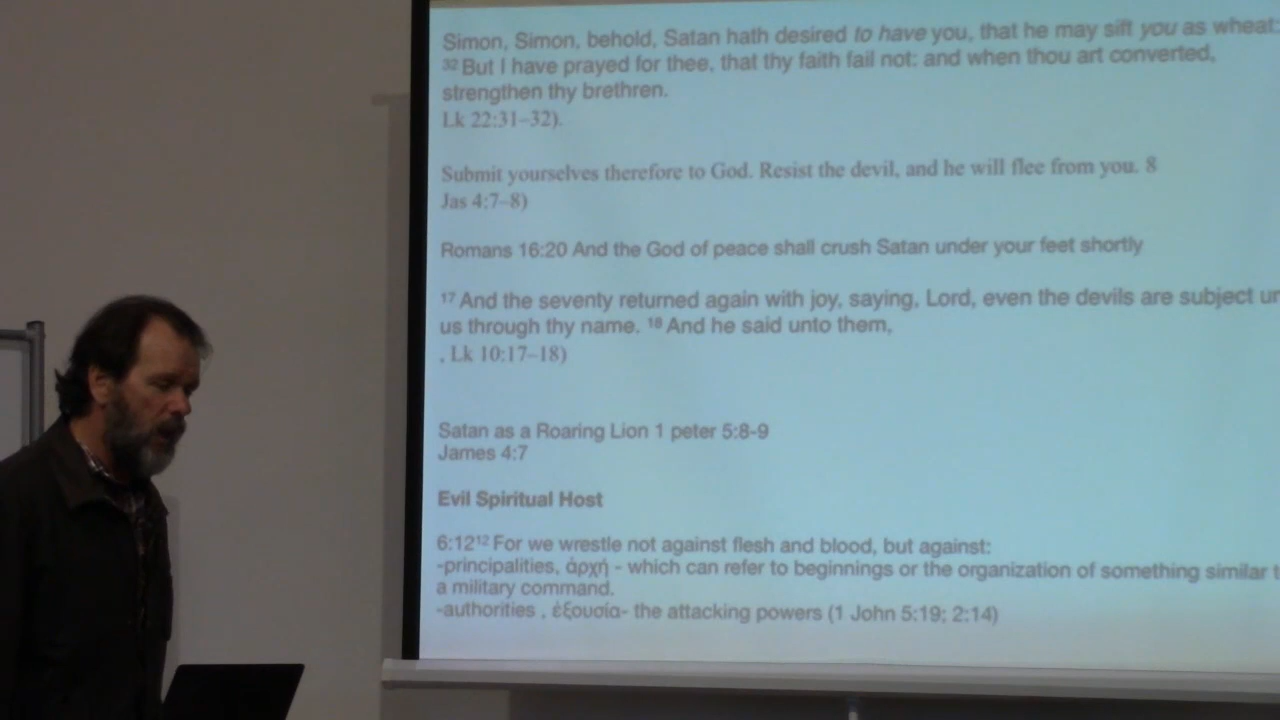 Simon, Simon, behold, Satan hath desired to have you, that he may sift you as wheat:
32 But I have prayed for thee, that thy faith fail not: and when thou art converted,
strengthen thy brethren.
Lk 22:31–32).
Submit yourselves therefore to God. Resist the devil, and he will flee from you. 8
Jas 4:7–8)
Romans 16:20 And the God of peace shall crush Satan under your feet shortly
17 And the seventy returned again with joy, saying, Lord, even the devils are subject
us through thy name. 18 And he said unto them,
, Lk 10:17–18)
Satan as a Roaring Lion 1 peter 5:8-9
James 4:7
Evil Spiritual Host
6:12 12 For we wrestle not against flesh and blood, but against:
-principalities, ἀρχή - which can refer to beginnings or the organization of something similar
a military command.
-authorities , ἐξουσία- the attacking powers (1 John 5:19; 2:14)